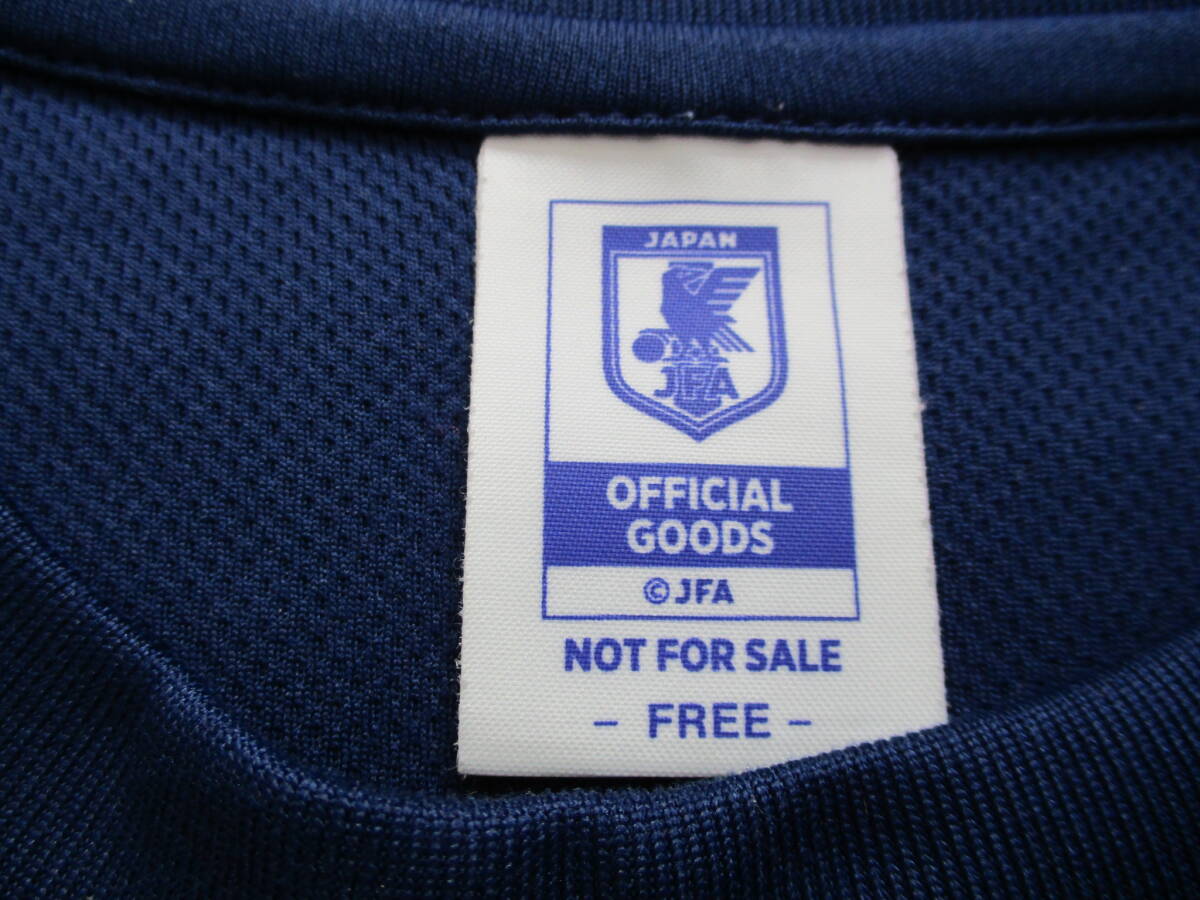 JAPAN
JFA
OFFICIAL
GOODS
©JFA
NOT FOR SALE
- FREE -